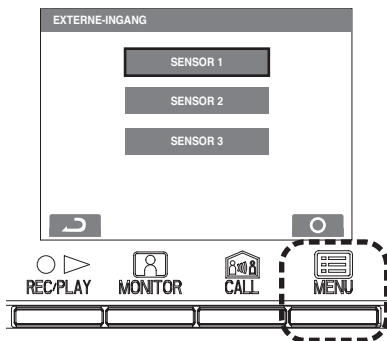 EXTERNE-INGANG
SENSOR 1
SENSOR 2
SENSOR 3
REC/PLAY MONITOR CALL MENU